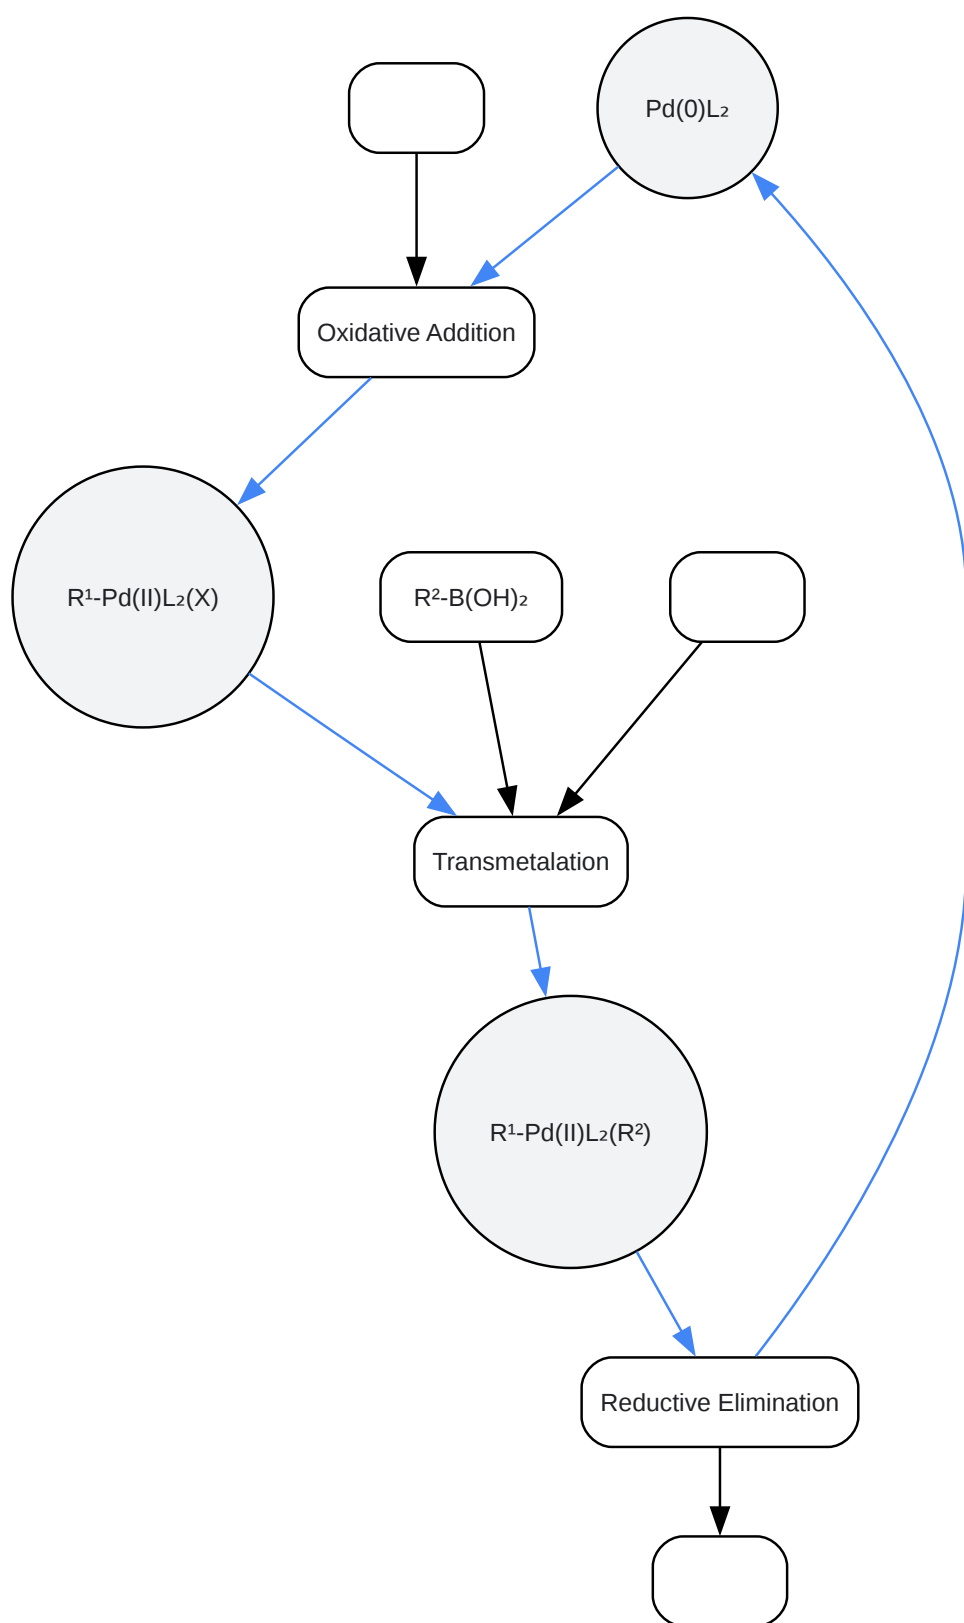 Pd(0)L₂
Oxidative Addition
R¹-Pd(II)L₂(X)
R²-B(OH)₂
Transmetalation
R¹-Pd(II)L₂(R²)
Reductive Elimination